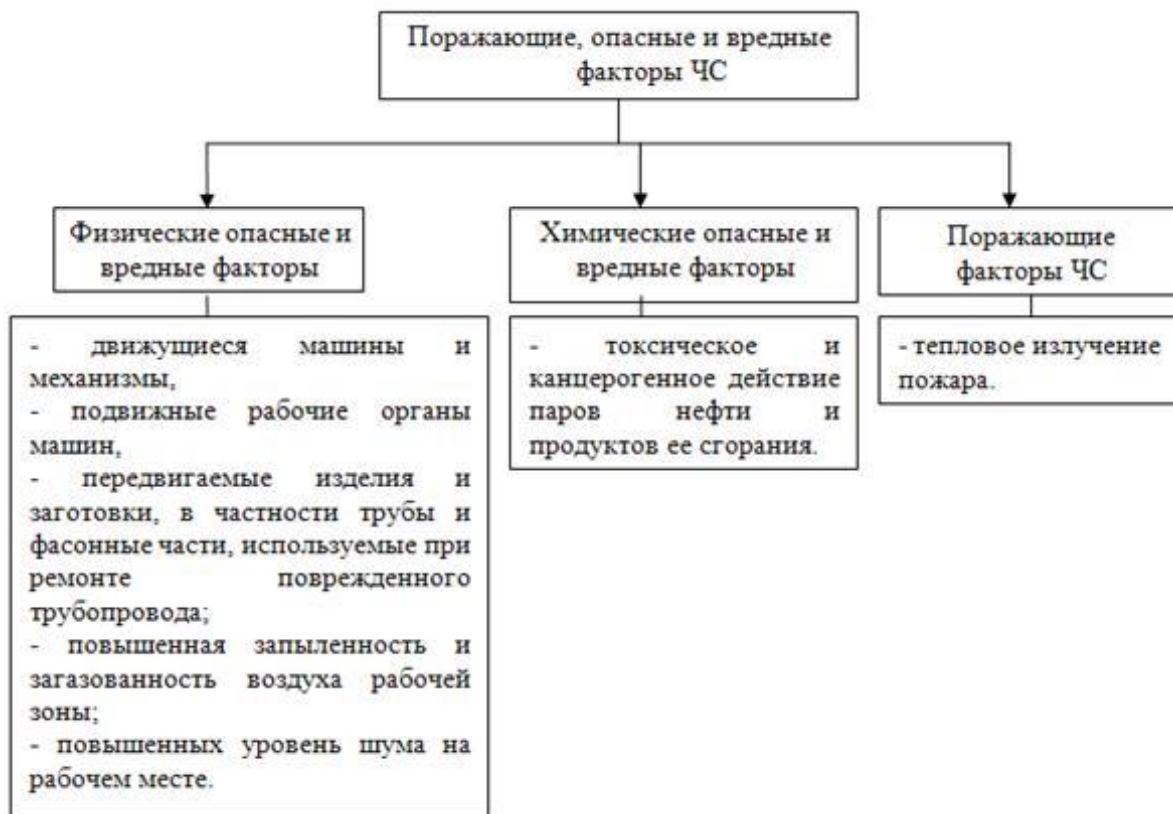 Поражающие, опасные и вредные
факторы ЧС
Физические опасные и
вредные факторы
Химические опасные и
вредные факторы
Поражающие
факторы ЧС
- движущиеся машины и
механизмы,
- подвижные рабочие органы
машин,
- передвигаемые изделия и
заготовки, в частности трубы и
фасонные части, используемые при
ремонте поврежденного
трубопровода;
- повышенная запыленность и
загазованность воздуха рабочей
зоны;
- повышенных уровень шума на
рабочем месте.
- токсическое и
канцерогенное действие
паров нефти и
продуктов ее сгорания.
- тепловое излучение
пожара.